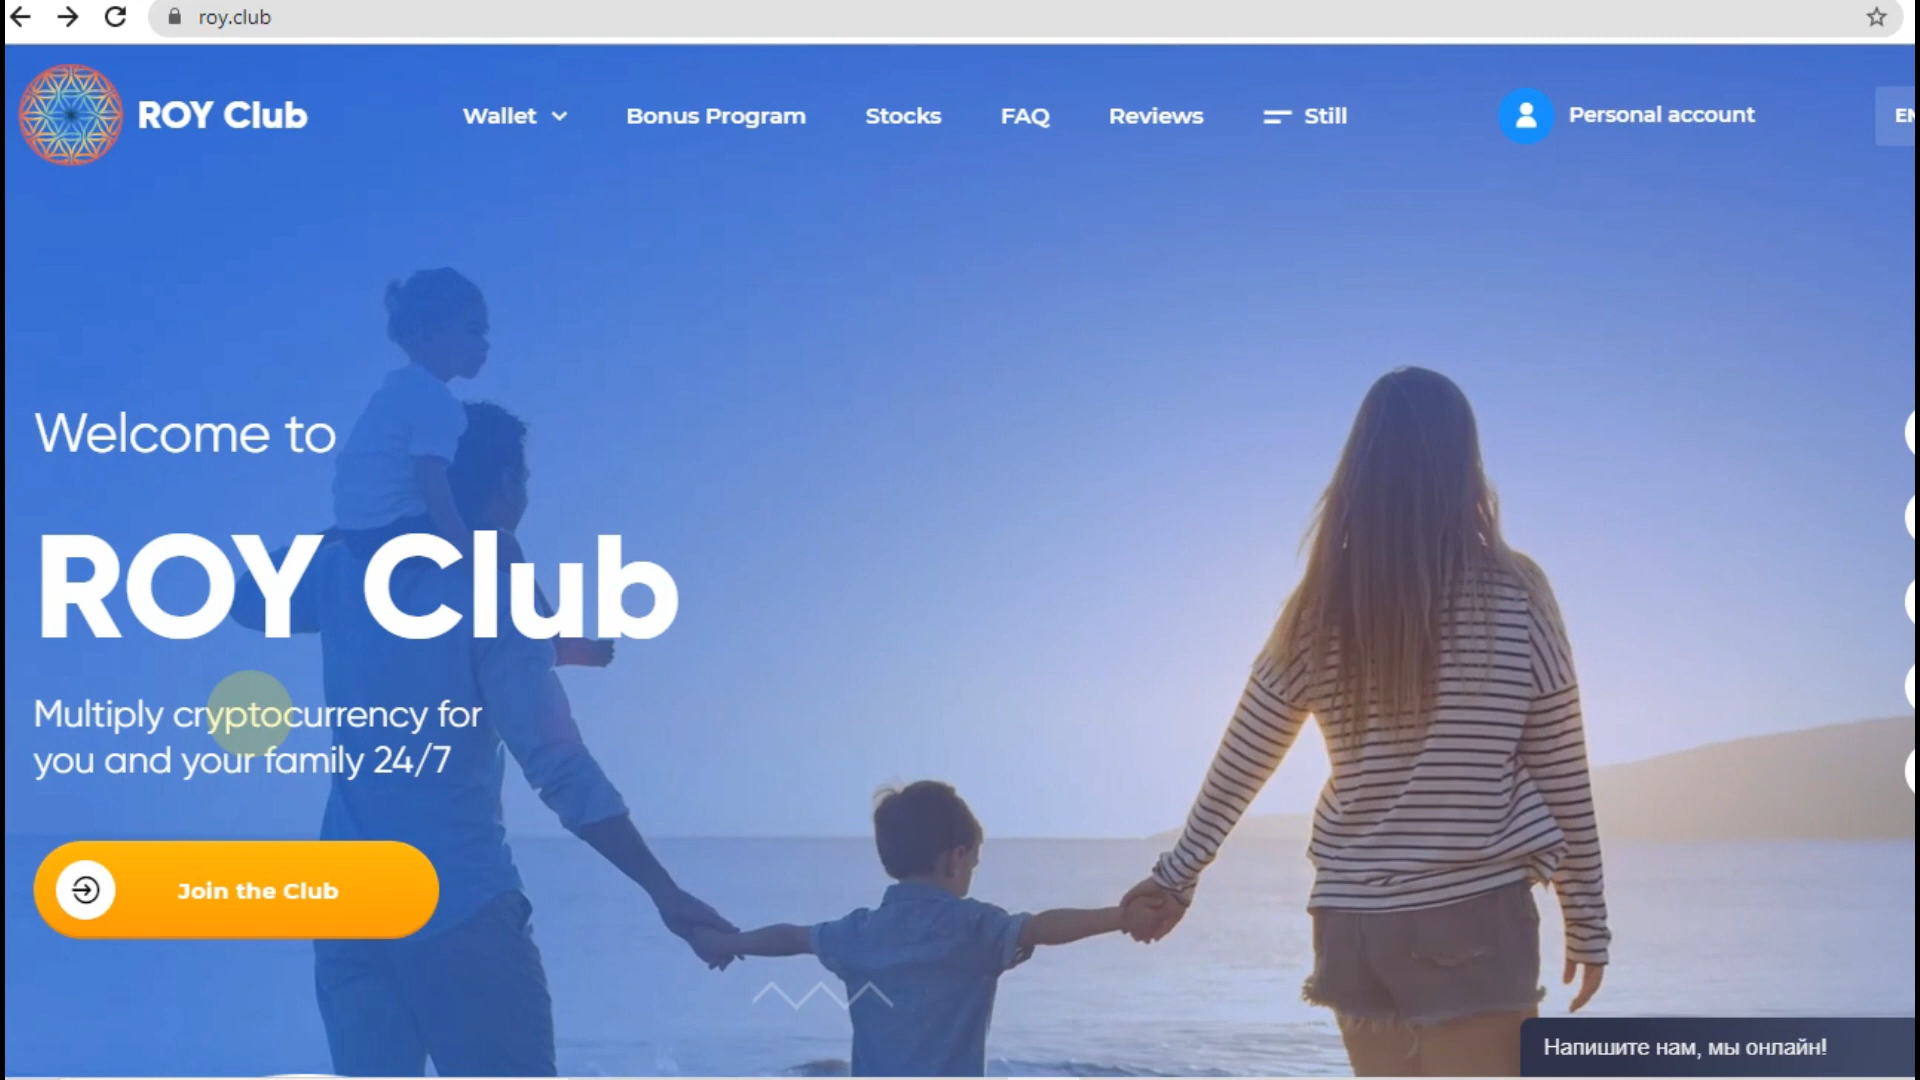 roy.club
ROY Club
Wallet
Bonus Program
Stocks
FAQ
Reviews
Still
Personal account
EN
Welcome to
ROY Club
Multiply cryptocurrency for
you and your family 24/7
Join the Club
Напишите нам, мы онлайн!